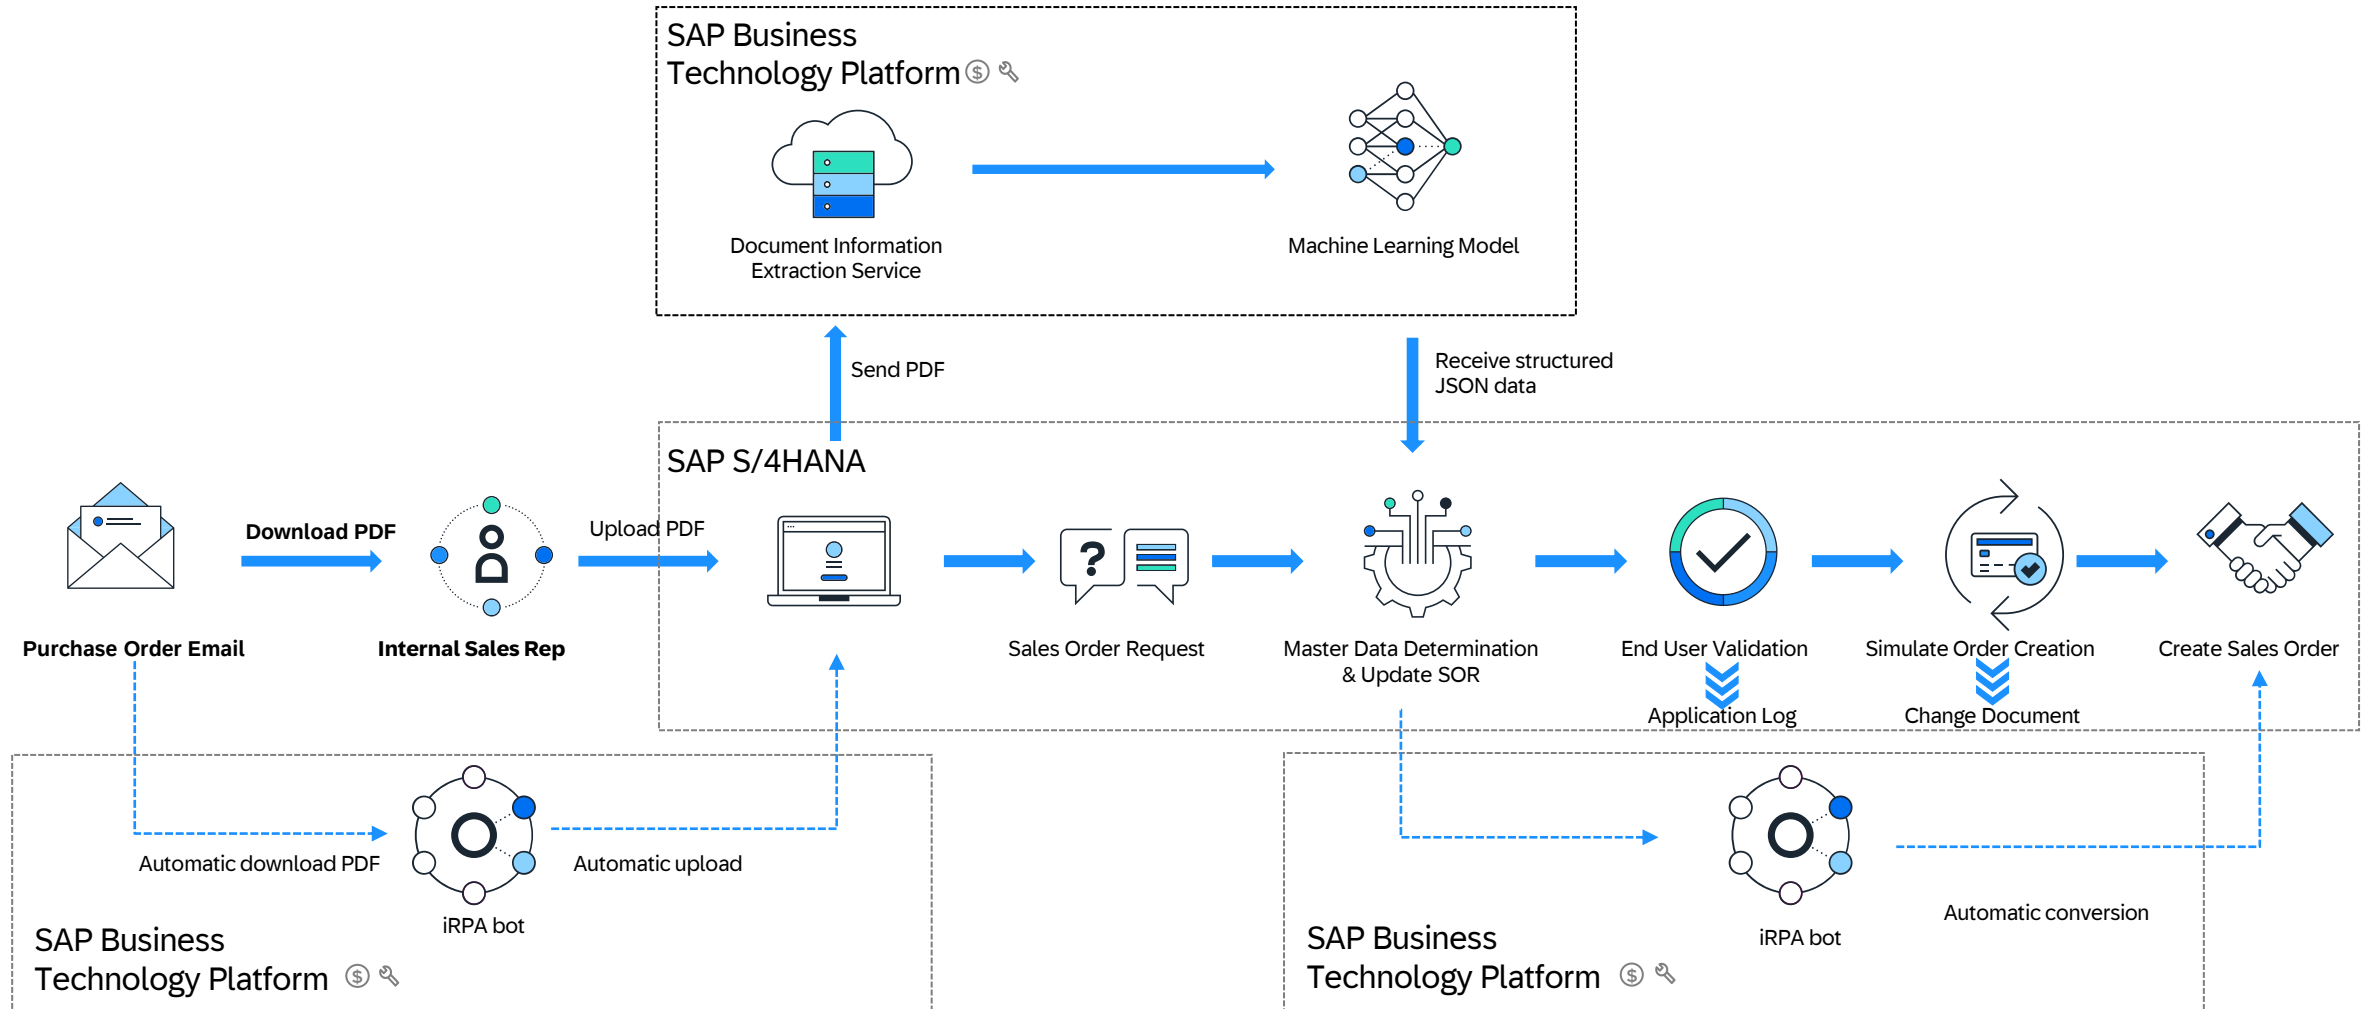 SAP Business
Technology Platform $
Document Information
Extraction Service
Machine Learning Model
Send PDF
Receive structured
JSON data
SAP S/4HANA
Download PDF
Upload PDF
?
Purchase Order Email
Internal Sales Rep
Sales Order Request
Master Data Determination
& Update SOR
End User Validation
Simulate Order Creation
Create Sales Order
Application Log
Change Document
Automatic download PDF
Automatic upload
iRPA bot
SAP Business
Technology Platform $
Automatic conversion
iRPA bot
SAP Business
Technology Platform $